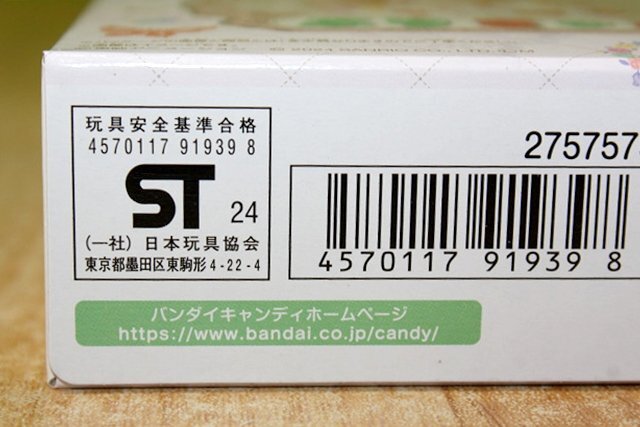 玩具安全基準合格
4570117 91939 8
ST 24
(一社) 日本玩具協会
東京都墨田区東駒形4-22-4
275757
4570117 91939 8
バンダイキャンディホームページ
https://www.bandai.co.jp/candy/